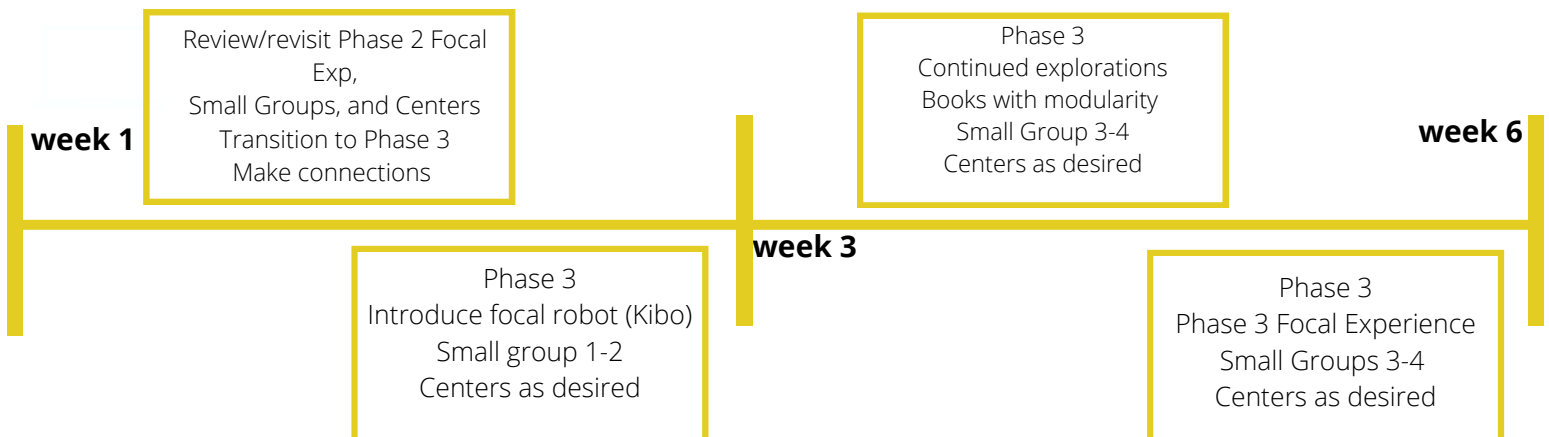 week 1
Review/revisit Phase 2 Focal
Exp,
Small Groups, and Centers
Transition to Phase 3
Make connections
Phase 3
Introduce focal robot (Kibo)
Small group 1-2
Centers as desired
week 3
Phase 3
Continued explorations
Books with modularity
Small Group 3-4
Centers as desired
week 6
Phase 3
Phase 3 Focal Experience
Small Groups 3-4
Centers as desired